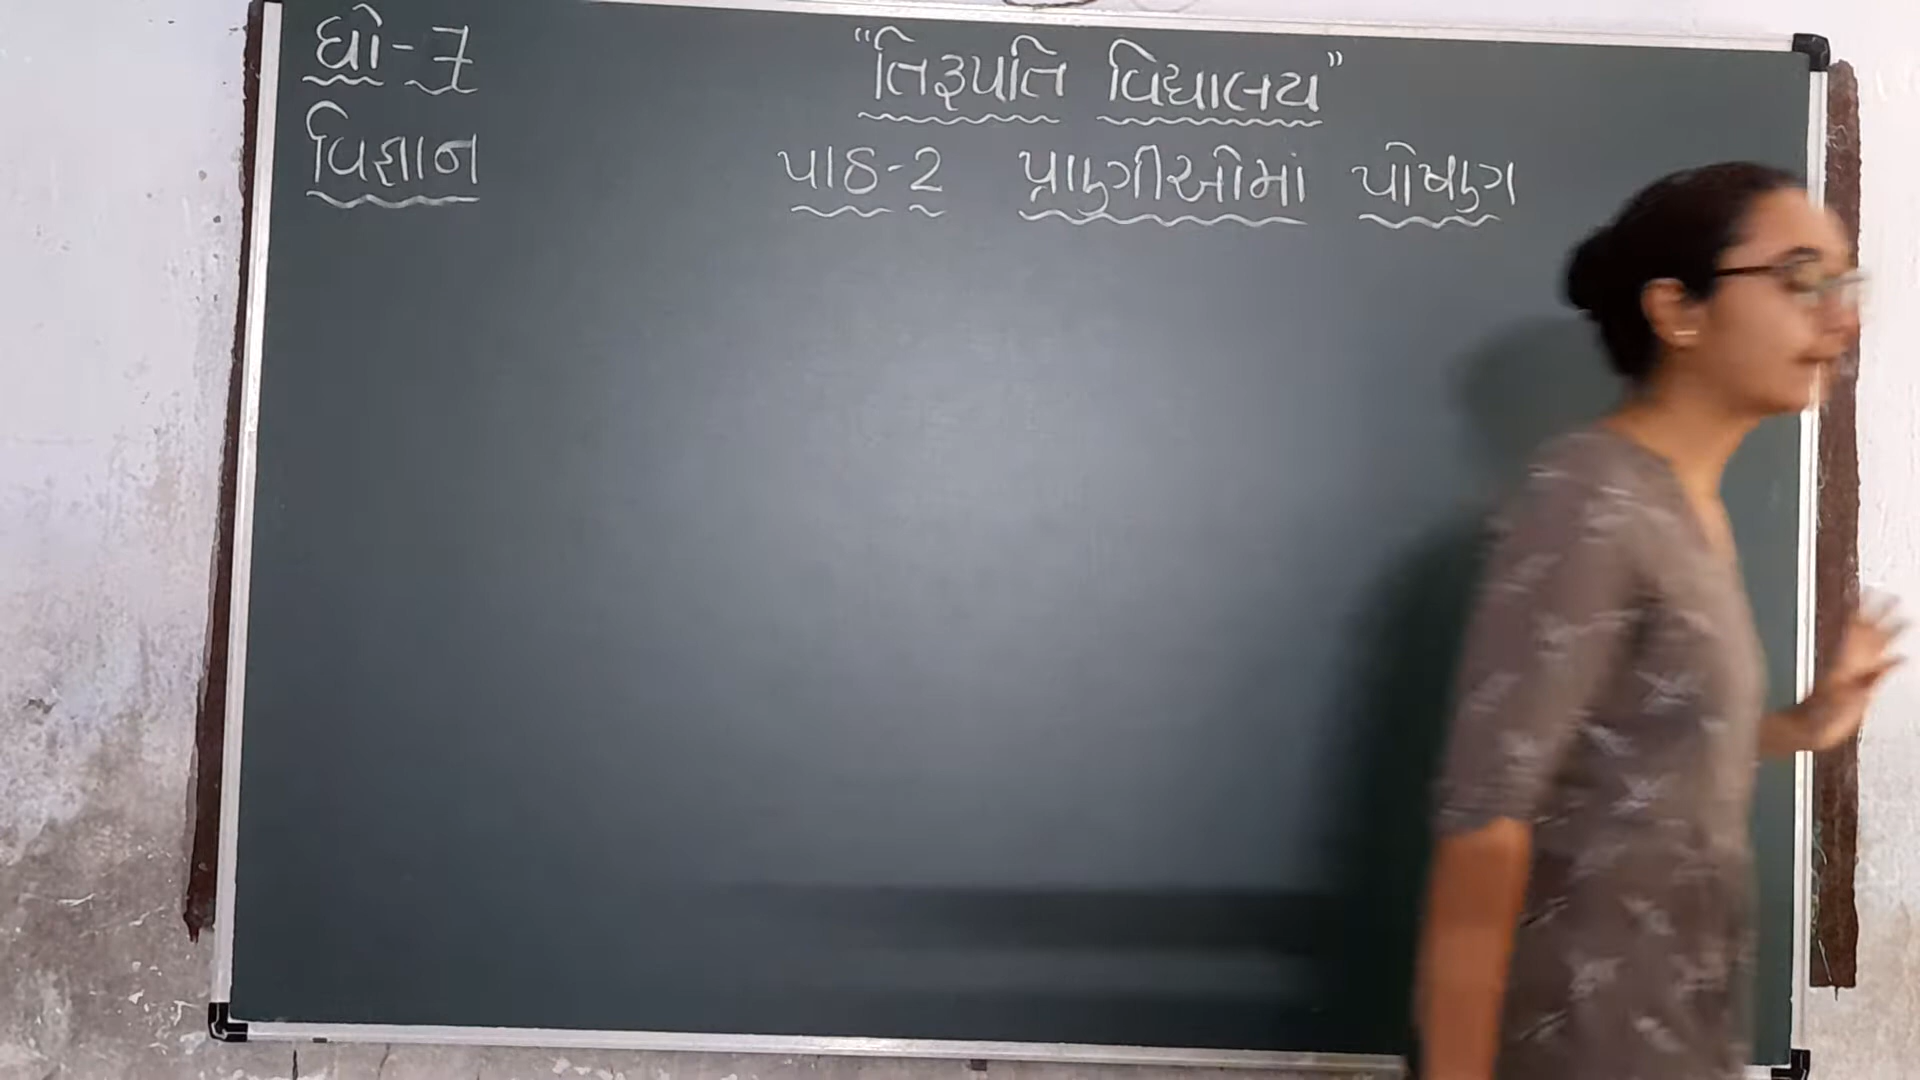 ધો-7
"તિરૂપતિ વિદ્યાલય"
વિજ્ઞાન
પાઠ-2 પ્રાણીઓમાં પોષણ